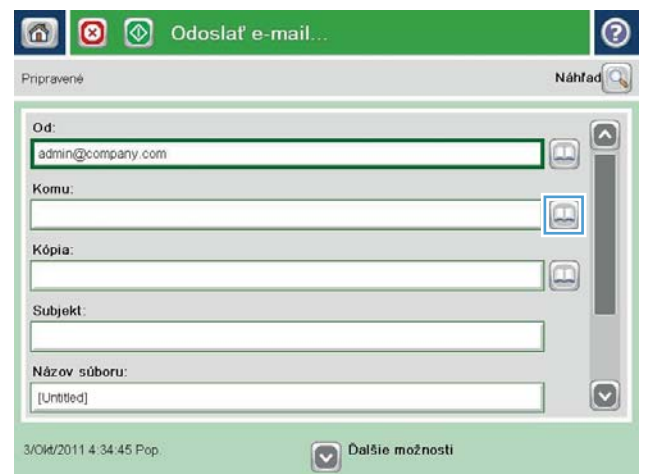 Odoslať e-mail...
Pripravené
Náhľad
Od:
admin@company.com
Komu:
Kópia:
Subjekt:
Názov súboru:
[Untitled]
3/Okt/2011 4:34:45 Pop.
Ďalšie možnosti